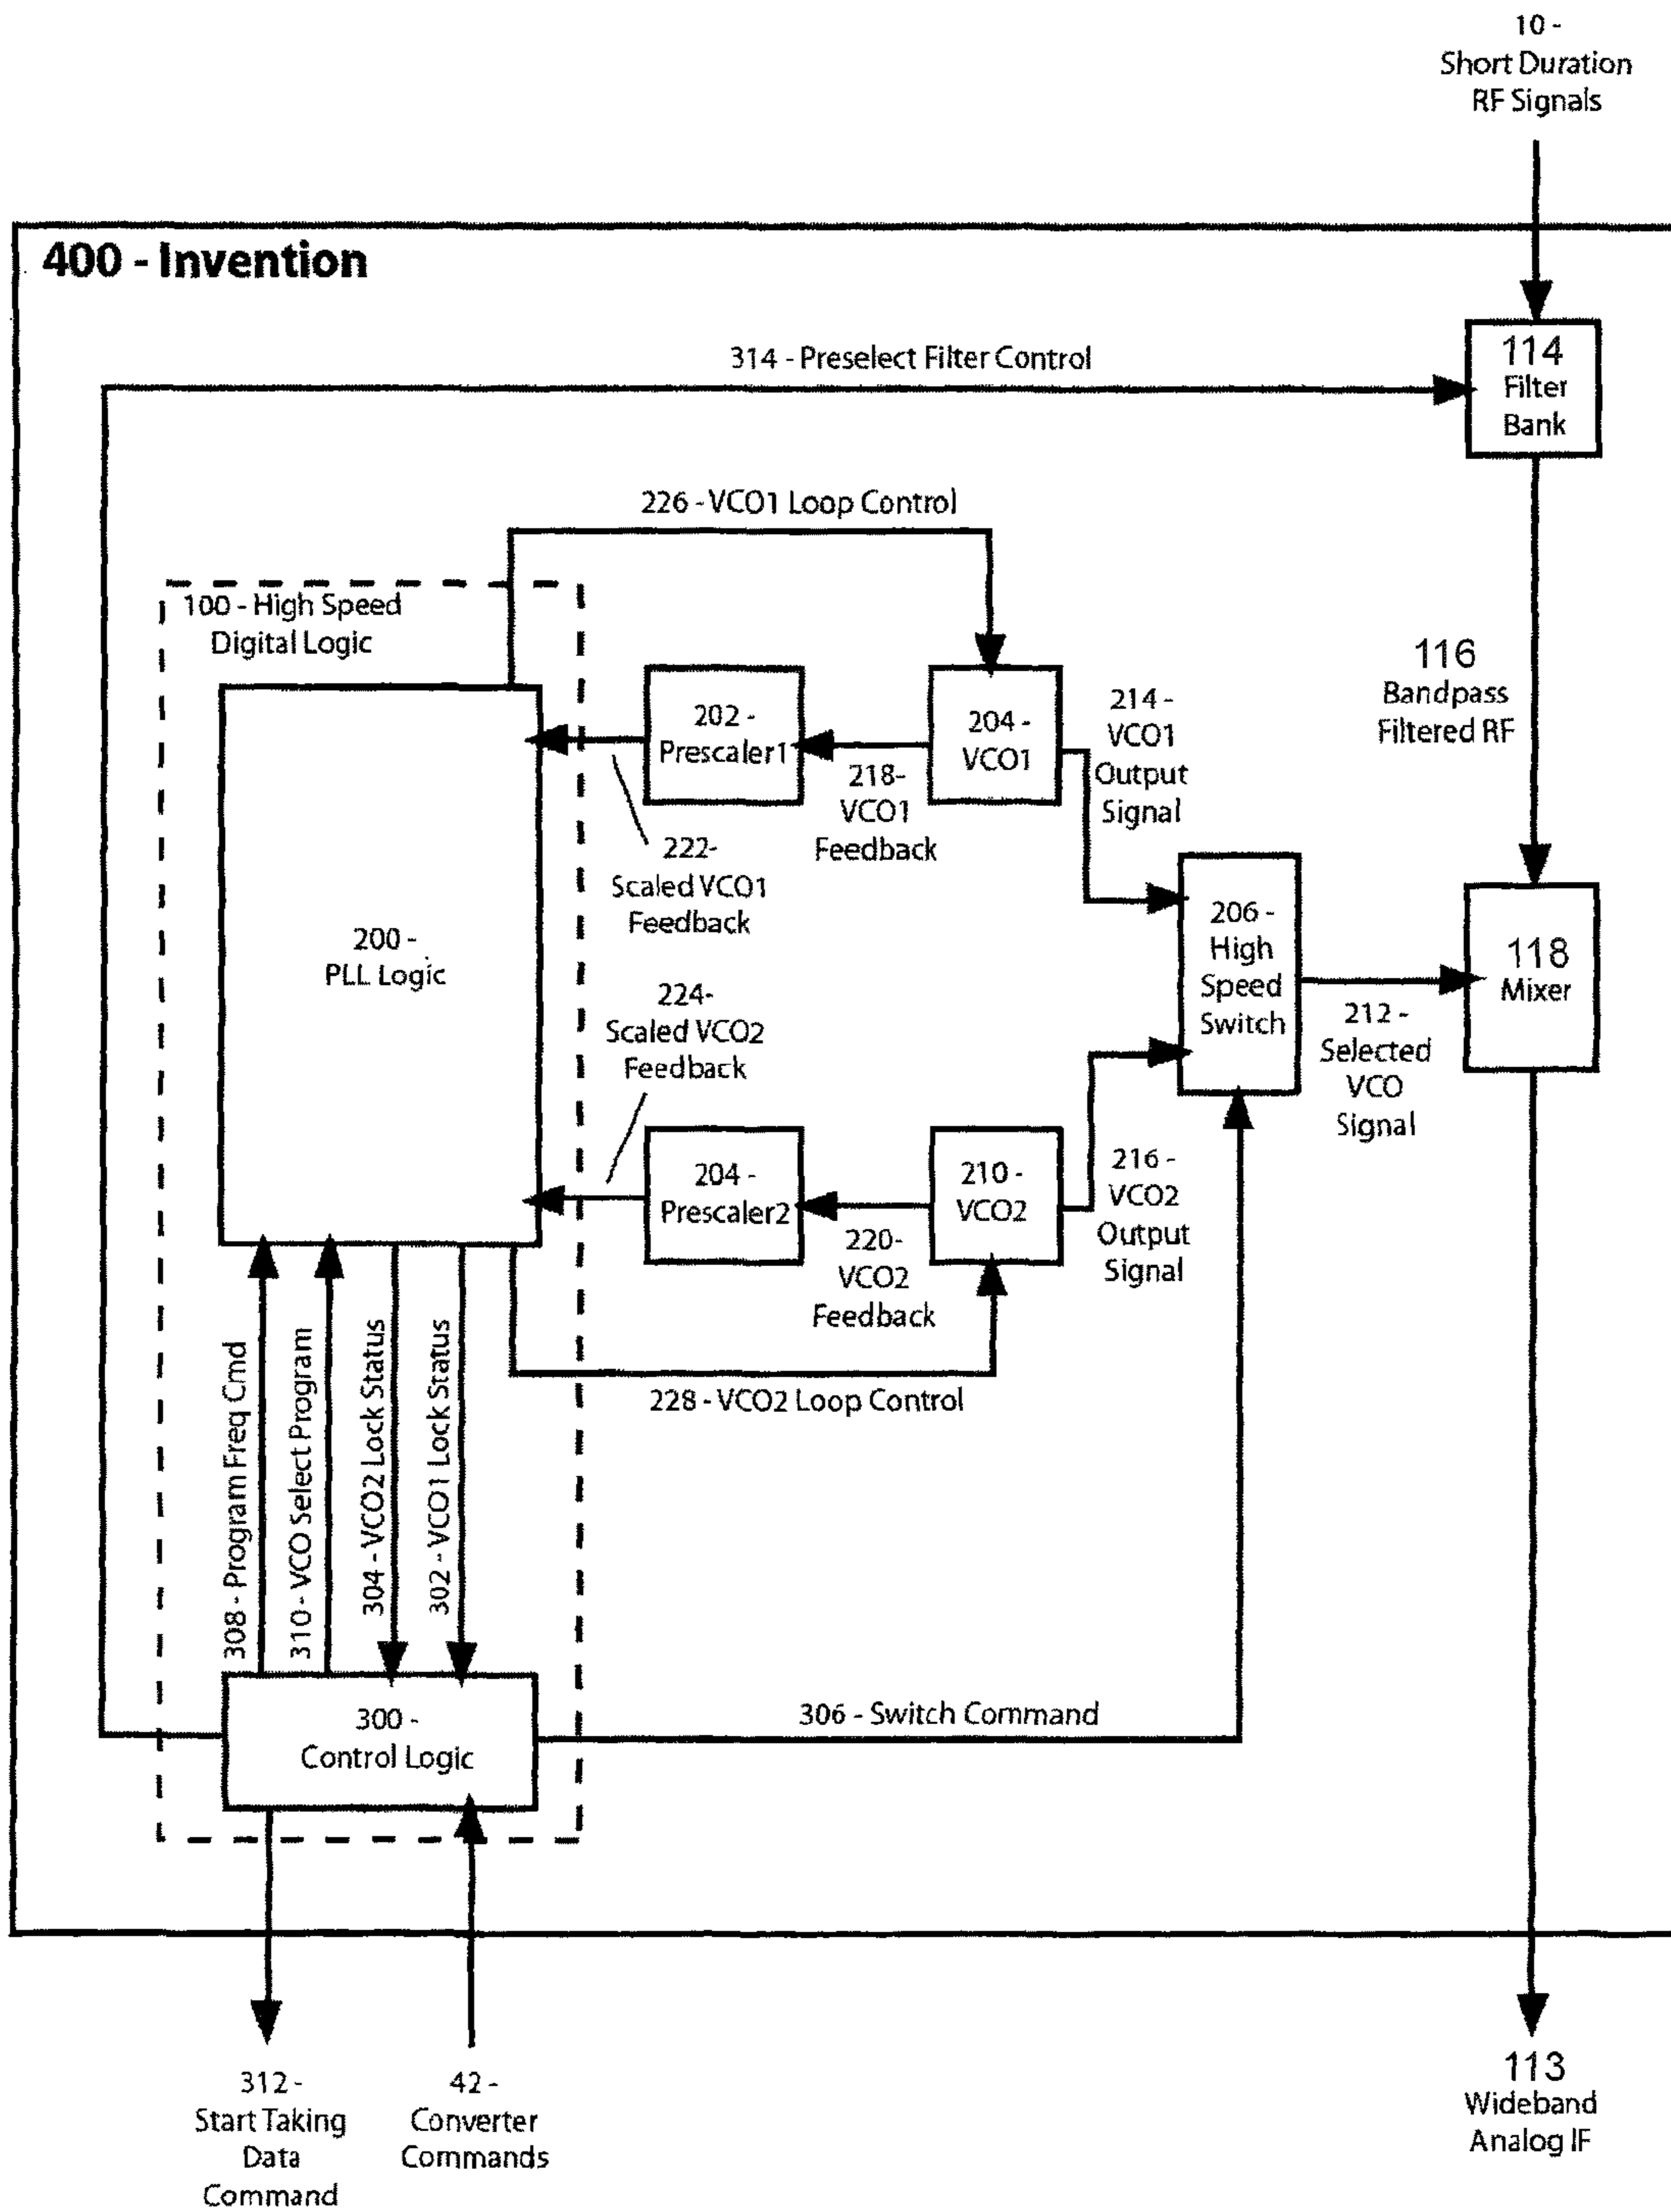 10 -
Short Duration
RF Signals
400 - Invention
314 - Preselect Filter Control
114
Filter
Bank
226 - VCO1 Loop Control
100 - High Speed
Digital Logic
116
Bandpass
Filtered RF
202 -
Prescaler1
204 -
VCO1
214 -
VCO1
Output
Signal
218-
VCO1
Feedback
222-
Scaled VCO1
Feedback
200 -
PLL Logic
206 -
High
Speed
Switch
118
Mixer
224-
Scaled VCO2
Feedback
212 -
Selected
VCO
Signal
204 -
Prescaler2
210 -
VCO2
216 -
VCO2
Output
Signal
220-
VCO2
Feedback
228 - VCO2 Loop Control
308 - Program Freq Cmd
310 - VCO Select Program
304 - VCO2 Lock Status
302 - VCO1 Lock Status
300 -
Control Logic
306 - Switch Command
312 -
Start Taking
Data
Command
42 -
Converter
Commands
113
Wideband
Analog IF